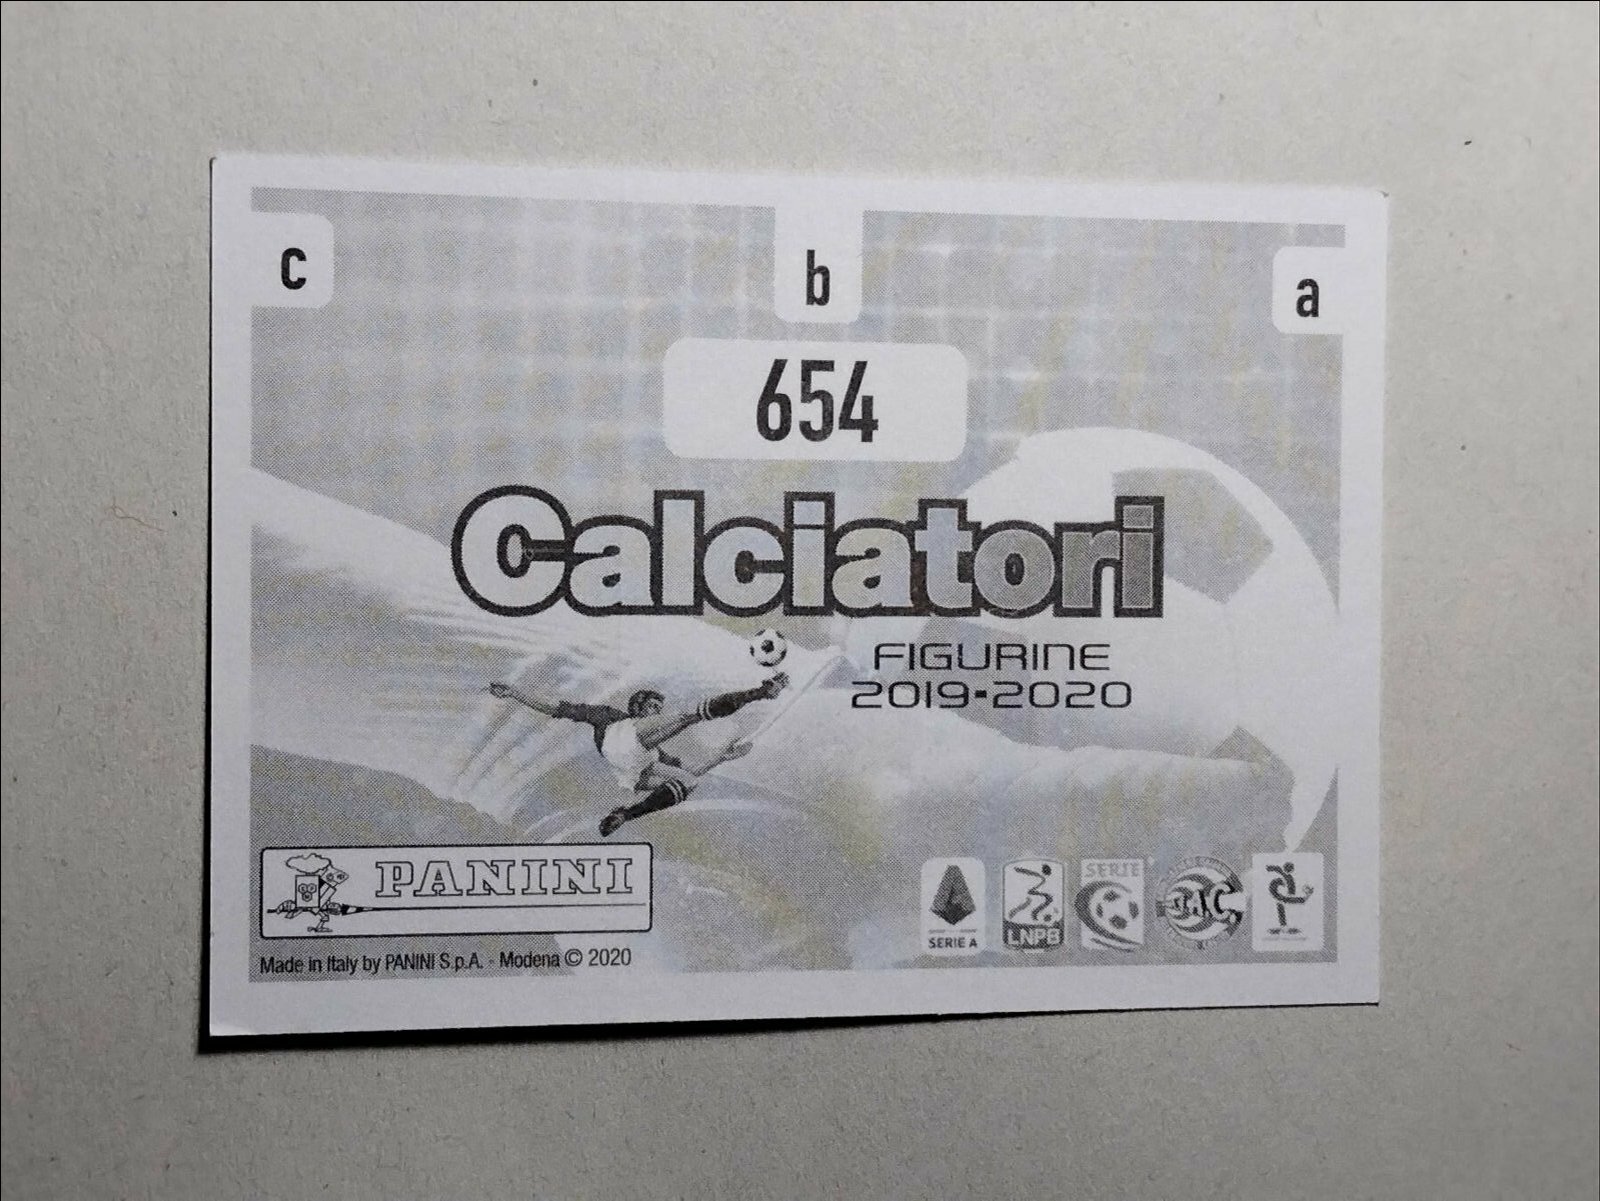 c
b
a
654
Calciatori
FIGURINE
2019-2020
PANINI
Made in Italy by PANINI S.p.A. - Modena © 2020
SERIE A
LNPB
SERIE